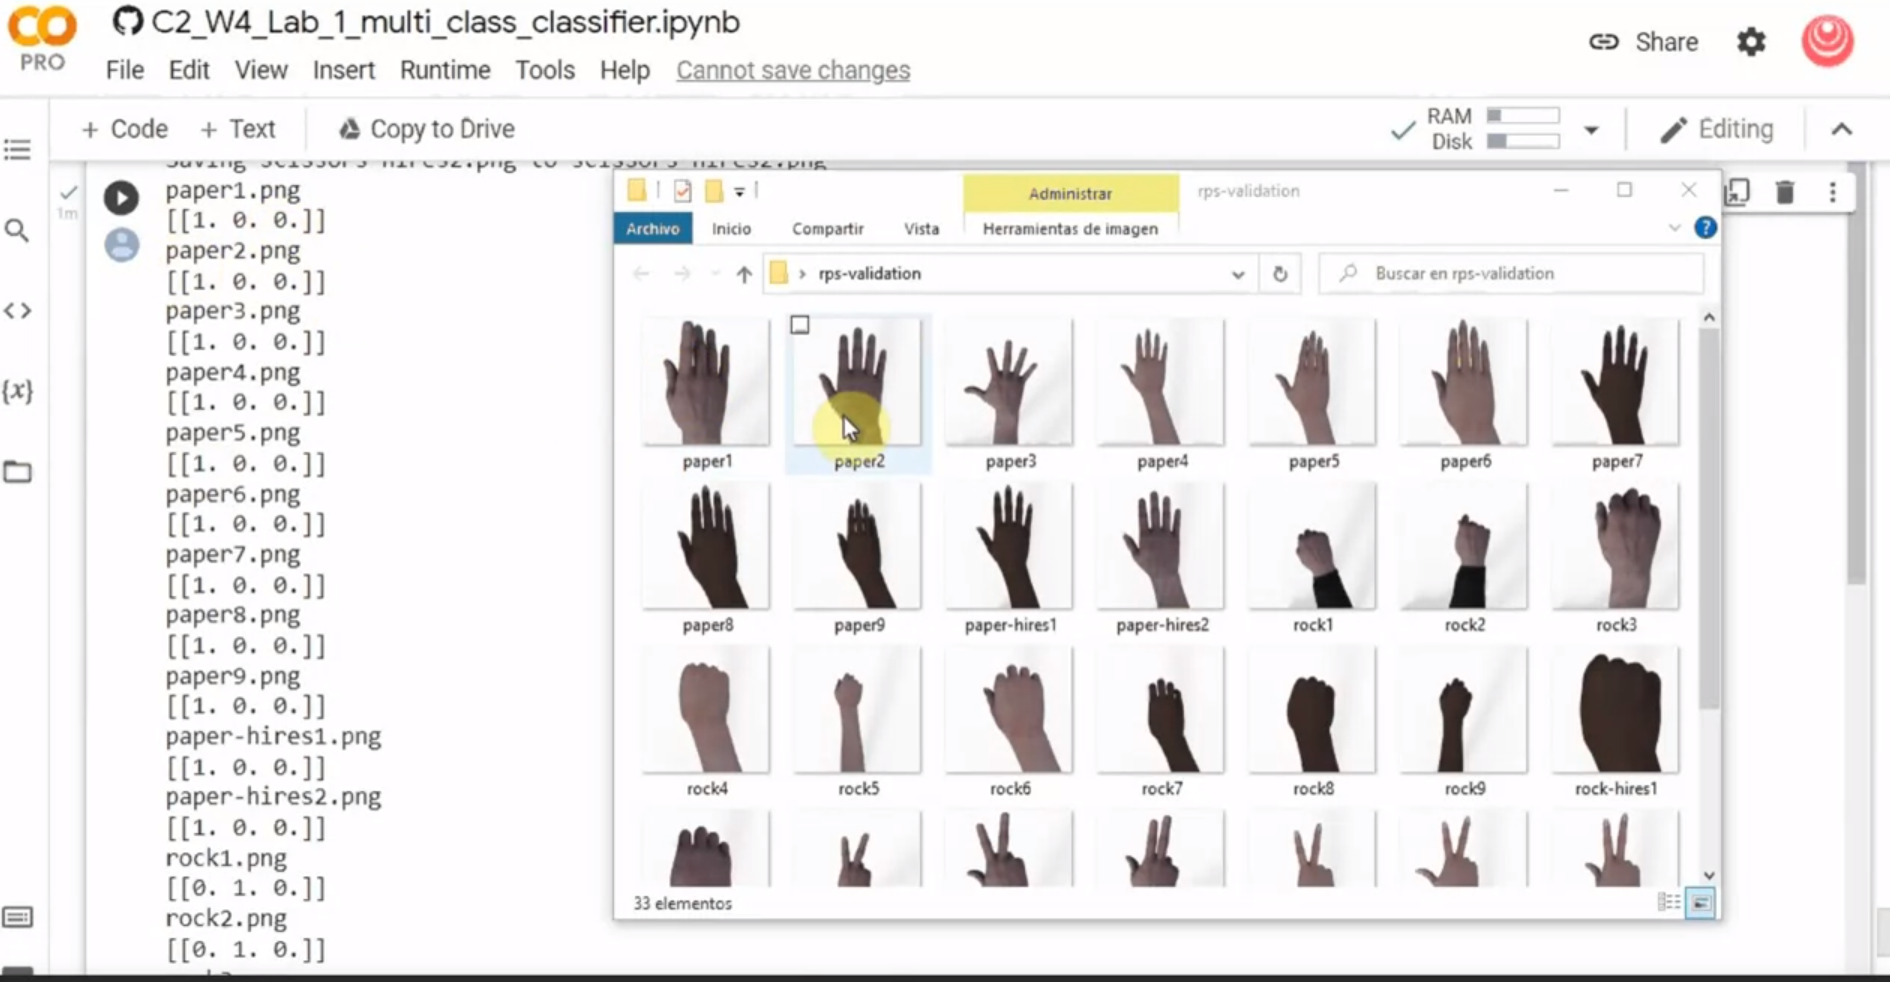 C2_W4_Lab_1_multi_class_classifier.ipynb
PRO
File Edit View Insert Runtime Tools Help Cannot save changes
Share
+ Code + Text Copy to Drive
RAM
Disk
Editing
Saving scissors-hires2.png to scissors-hires2.png
1m
paper1.png
[[1. 0. 0.]]
paper2.png
[[1. 0. 0.]]
paper3.png
[[1. 0. 0.]]
paper4.png
[[1. 0. 0.]]
paper5.png
[[1. 0. 0.]]
paper6.png
[[1. 0. 0.]]
paper7.png
[[1. 0. 0.]]
paper8.png
[[1. 0. 0.]]
paper9.png
[[1. 0. 0.]]
paper-hires1.png
[[1. 0. 0.]]
paper-hires2.png
[[1. 0. 0.]]
rock1.png
[[0. 1. 0.]]
rock2.png
[[0. 1. 0.]]
Administrar rps-validation
Archivo Inicio Compartir Vista Herramientas de imagen
rps-validation
Buscar en rps-validation
paper1 paper2 paper3 paper4 paper5 paper6 paper7
paper8 paper9 paper-hires1 paper-hires2 rock1 rock2 rock3
rock4 rock5 rock6 rock7 rock8 rock9 rock-hires1
33 elementos